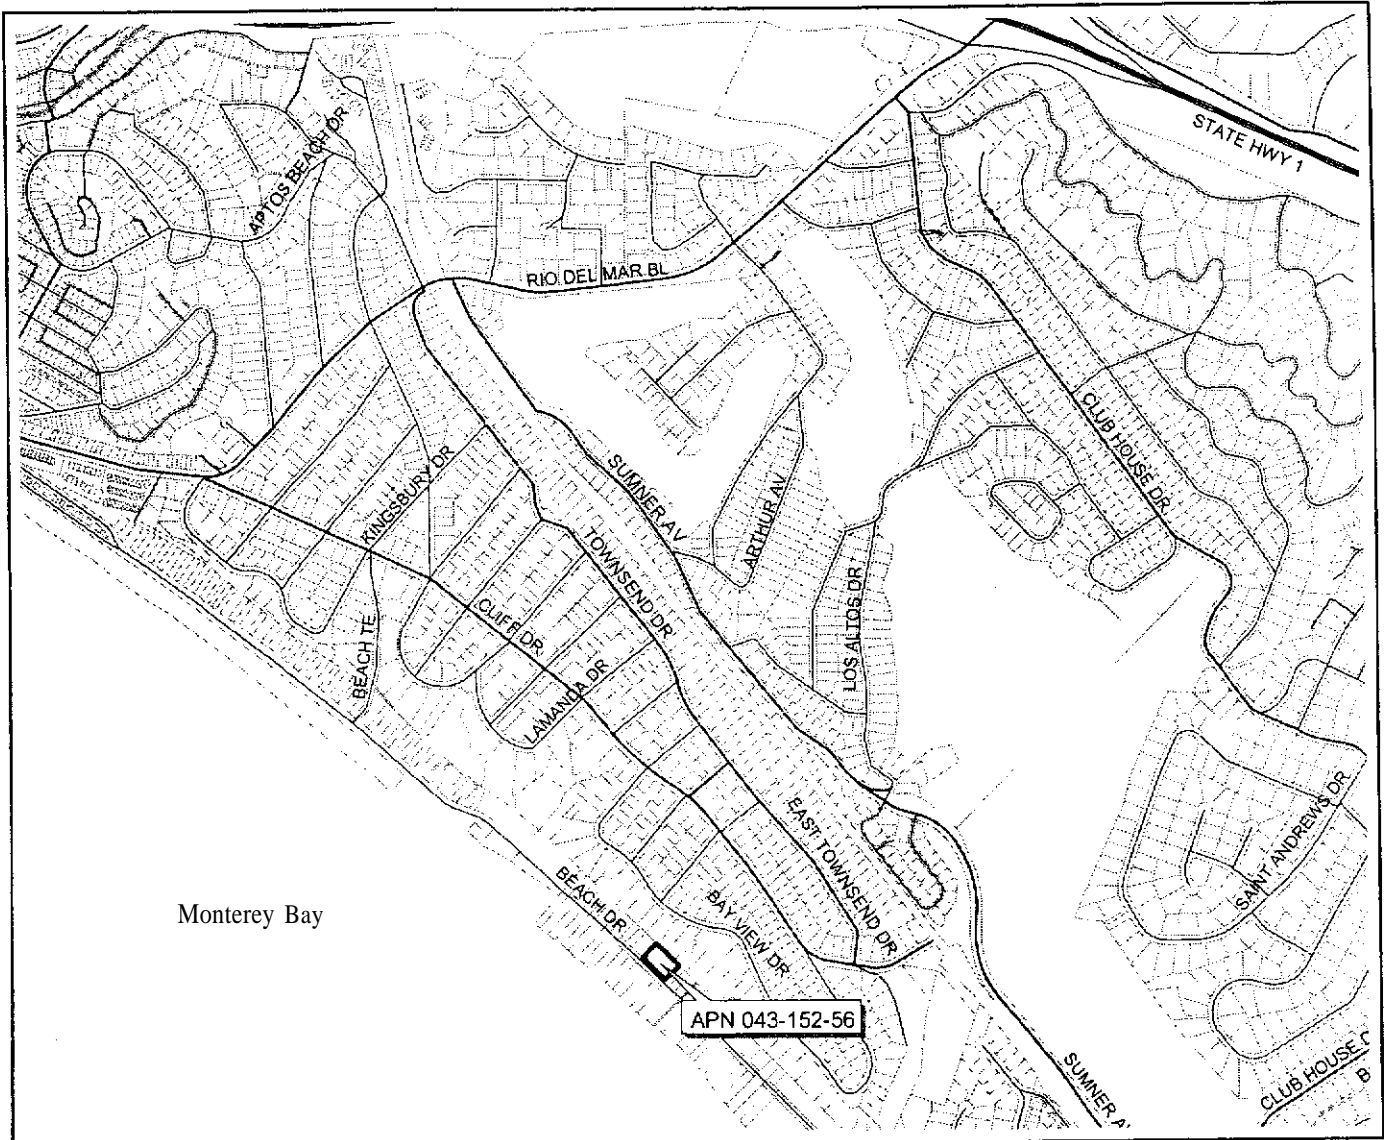 STATE HWY 1
APTOS BEACH DR
RIO DEL MAR BL
CLUB HOUSE DR
KINGSBURY DR
SUMNER AV
ARTHUR AV
TOWNSEND DR
LOS ALTOS DR
CLIFF DR
BEACH TE
LAMANDA DR
SAINT ANDREWS DR
EAST TOWNSEND DR
BEACH DR
BAY VIEW DR
Monterey Bay
APN 043-152-56
SUMNER A
CLUB HOUSE